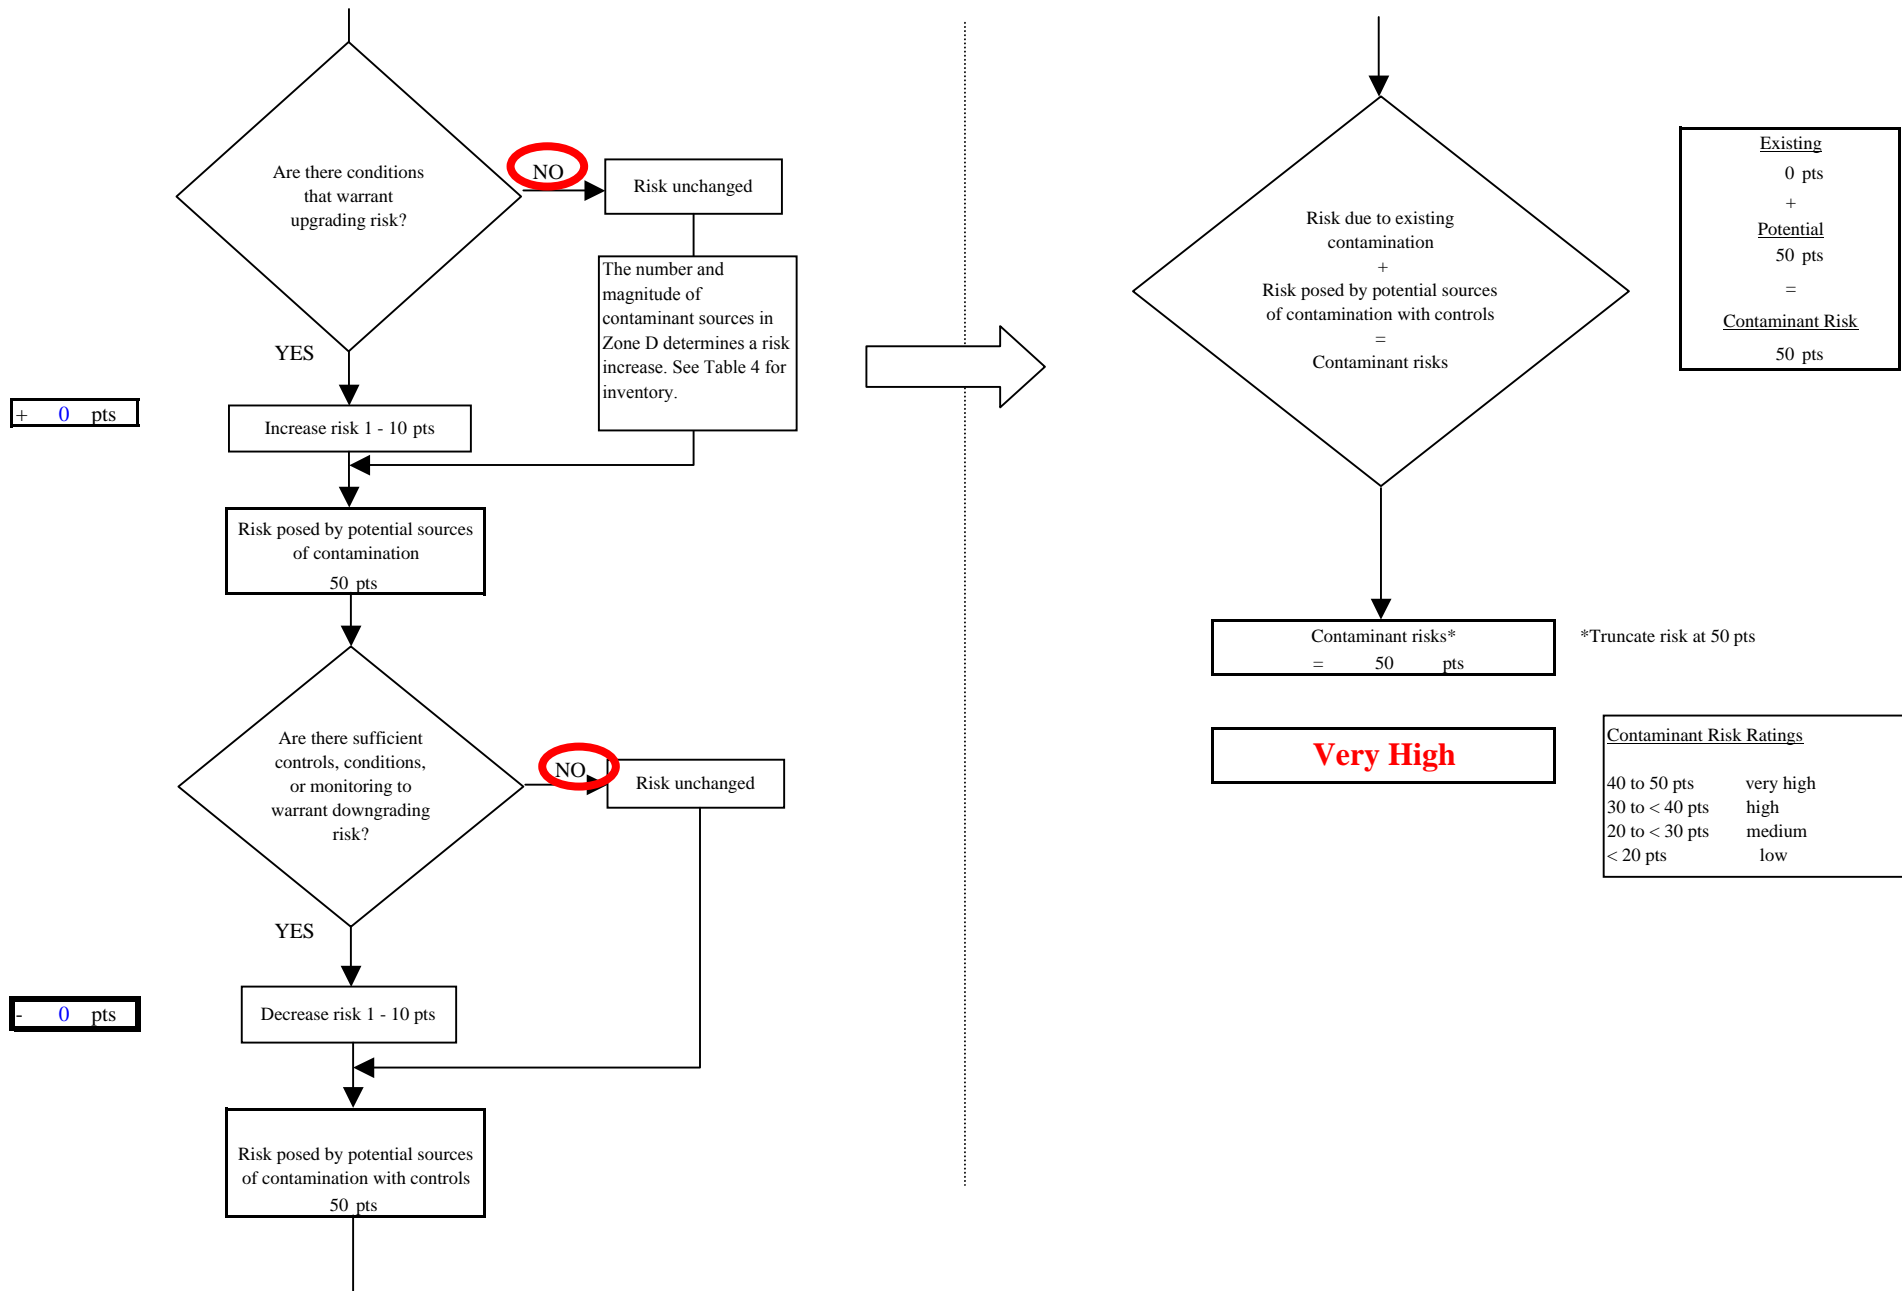 Are there conditions
that warrant
upgrading risk?
NO
Risk unchanged
The number and
magnitude of
contaminant sources in
Zone D determines a risk
increase. See Table 4 for
inventory.
YES
+ 0 pts
Increase risk 1 - 10 pts
Risk posed by potential sources
of contamination
50 pts
Are there sufficient
controls, conditions,
or monitoring to
warrant downgrading
risk?
NO
Risk unchanged
YES
- 0 pts
Decrease risk 1 - 10 pts
Risk posed by potential sources
of contamination with controls
50 pts
Risk due to existing
contamination
+
Risk posed by potential sources
of contamination with controls
=
Contaminant risks
Existing
0 pts
+
Potential
50 pts
=
Contaminant Risk
50 pts
Contaminant risks*
= 50 pts
*Truncate risk at 50 pts
Very High
Contaminant Risk Ratings
40 to 50 pts very high
30 to < 40 pts high
20 to < 30 pts medium
< 20 pts low